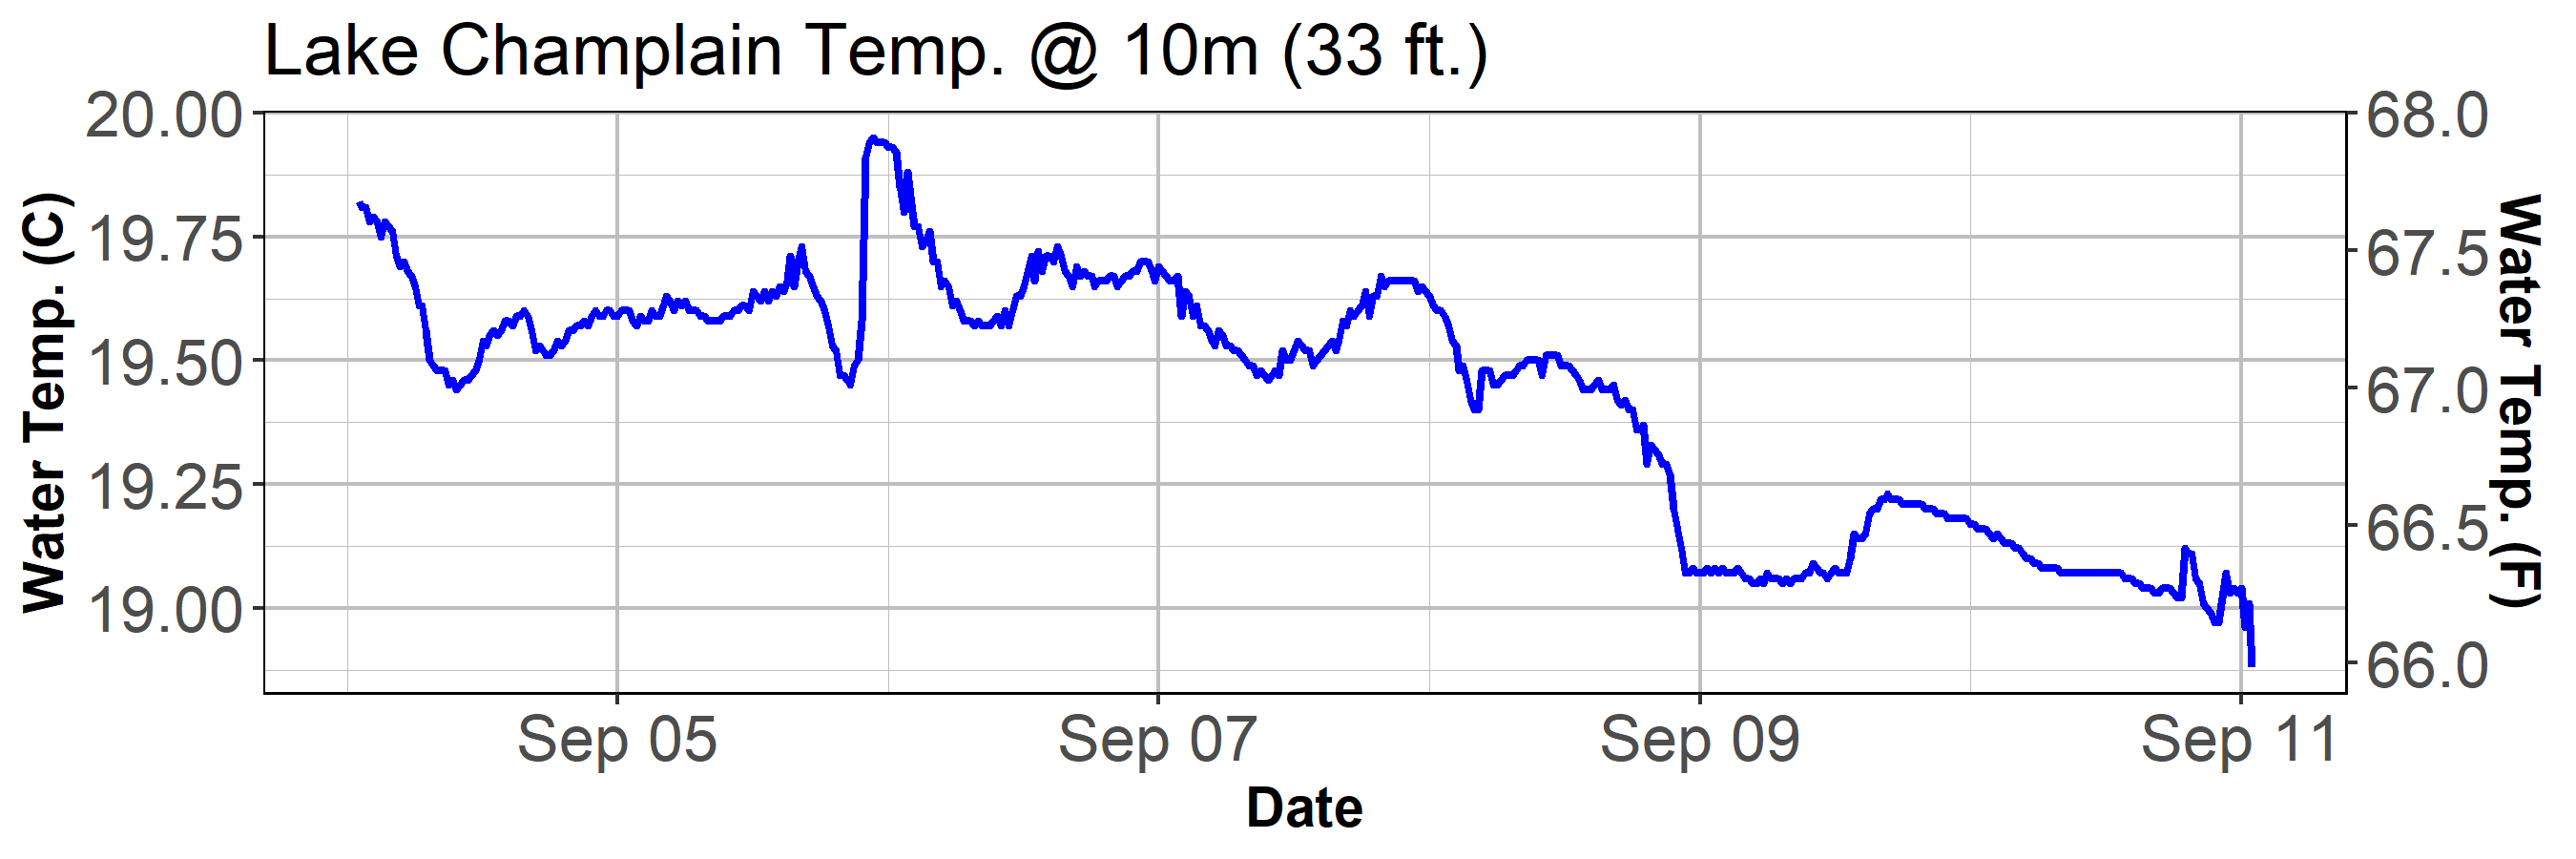 Lake Champlain Temp. @ 10m (33 ft.)
Water Temp. (C)
20.00
19.75
19.50
19.25
19.00
68.0
67.5
67.0
66.5
66.0
Water Temp. (F)
Sep 05 Sep 07 Sep 09 Sep 11
Date